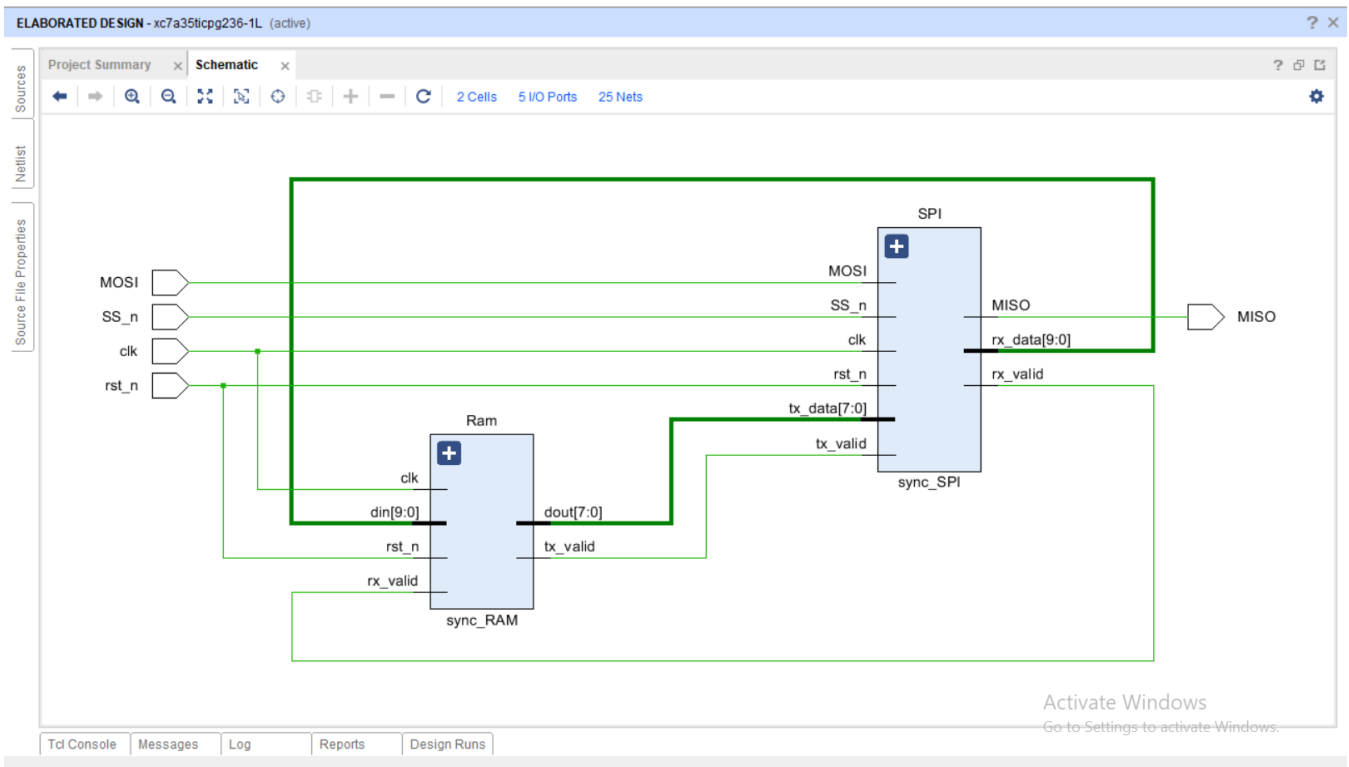 ELABORATED DESIGN - xc7a35ticpg236-1L (active)
? ×
Sources
Netlist
Source File Properties
Project Summary ×
Schematic ×
?
2 Cells
5 I/O Ports
25 Nets
SPI
MOSI
SS_n
clk
rst_n
MOSI
SS_n
clk
rst_n
tx_data[7:0]
tx_valid
MISO
rx_data[9:0]
rx_valid
MISO
sync_SPI
Ram
clk
din[9:0]
rst_n
rx_valid
dout[7:0]
tx_valid
sync_RAM
Activate Windows
Go to Settings to activate Windows.
Tcl Console
Messages
Log
Reports
Design Runs